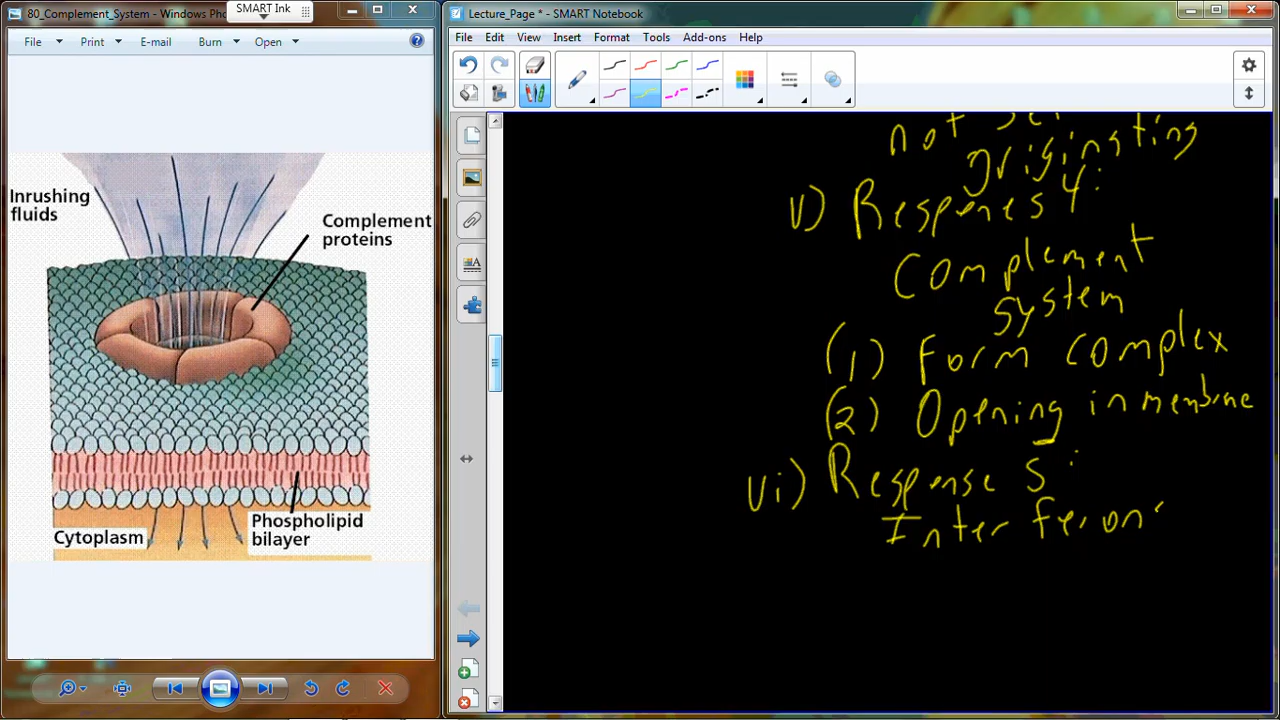 80_Complement_System - Windows Pho
SMART Ink
File Print E-mail Burn Open
Inrushing
fluids
Complement
proteins
Cytoplasm
Phospholipid
bilayer
Lecture_Page * - SMART Notebook
File Edit View Insert Format Tools Add-ons Help
not
originating
v) Respones 4:
Complement
system
(1) Form complex
(2) Opening in membrane
vi) Response 5:
Interferon